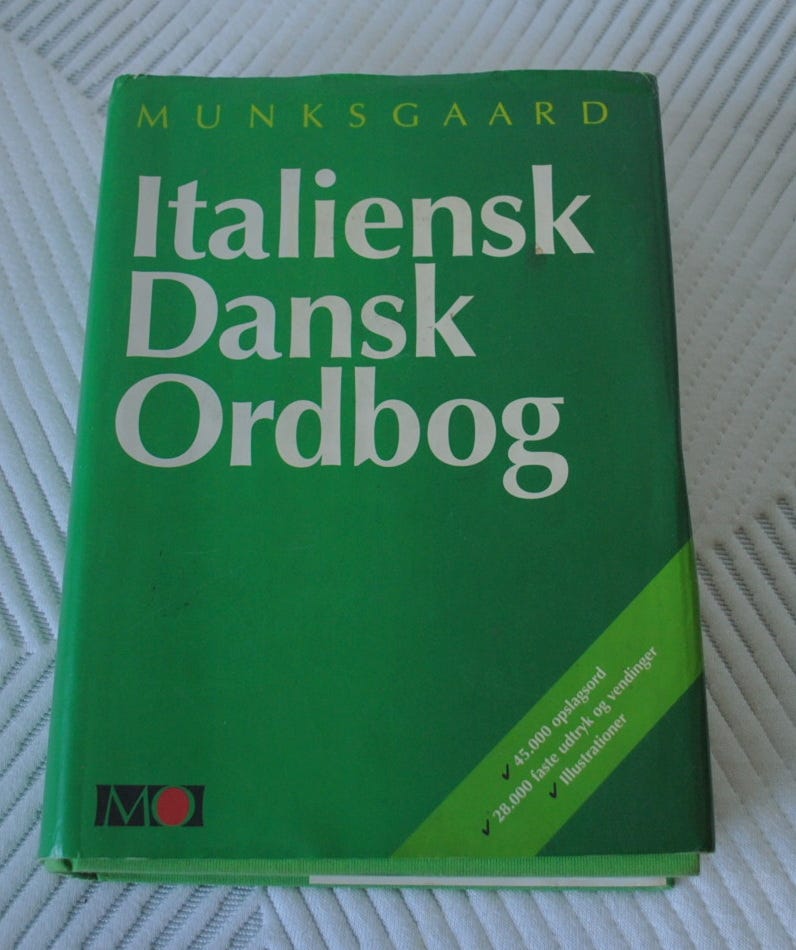 MUNKSGAARD
Italiensk
Dansk
Ordbog
✓ 45.000 opslagsord
✓ 28.000 faste udtryk og vendinger
✓ Illustrationer
MO